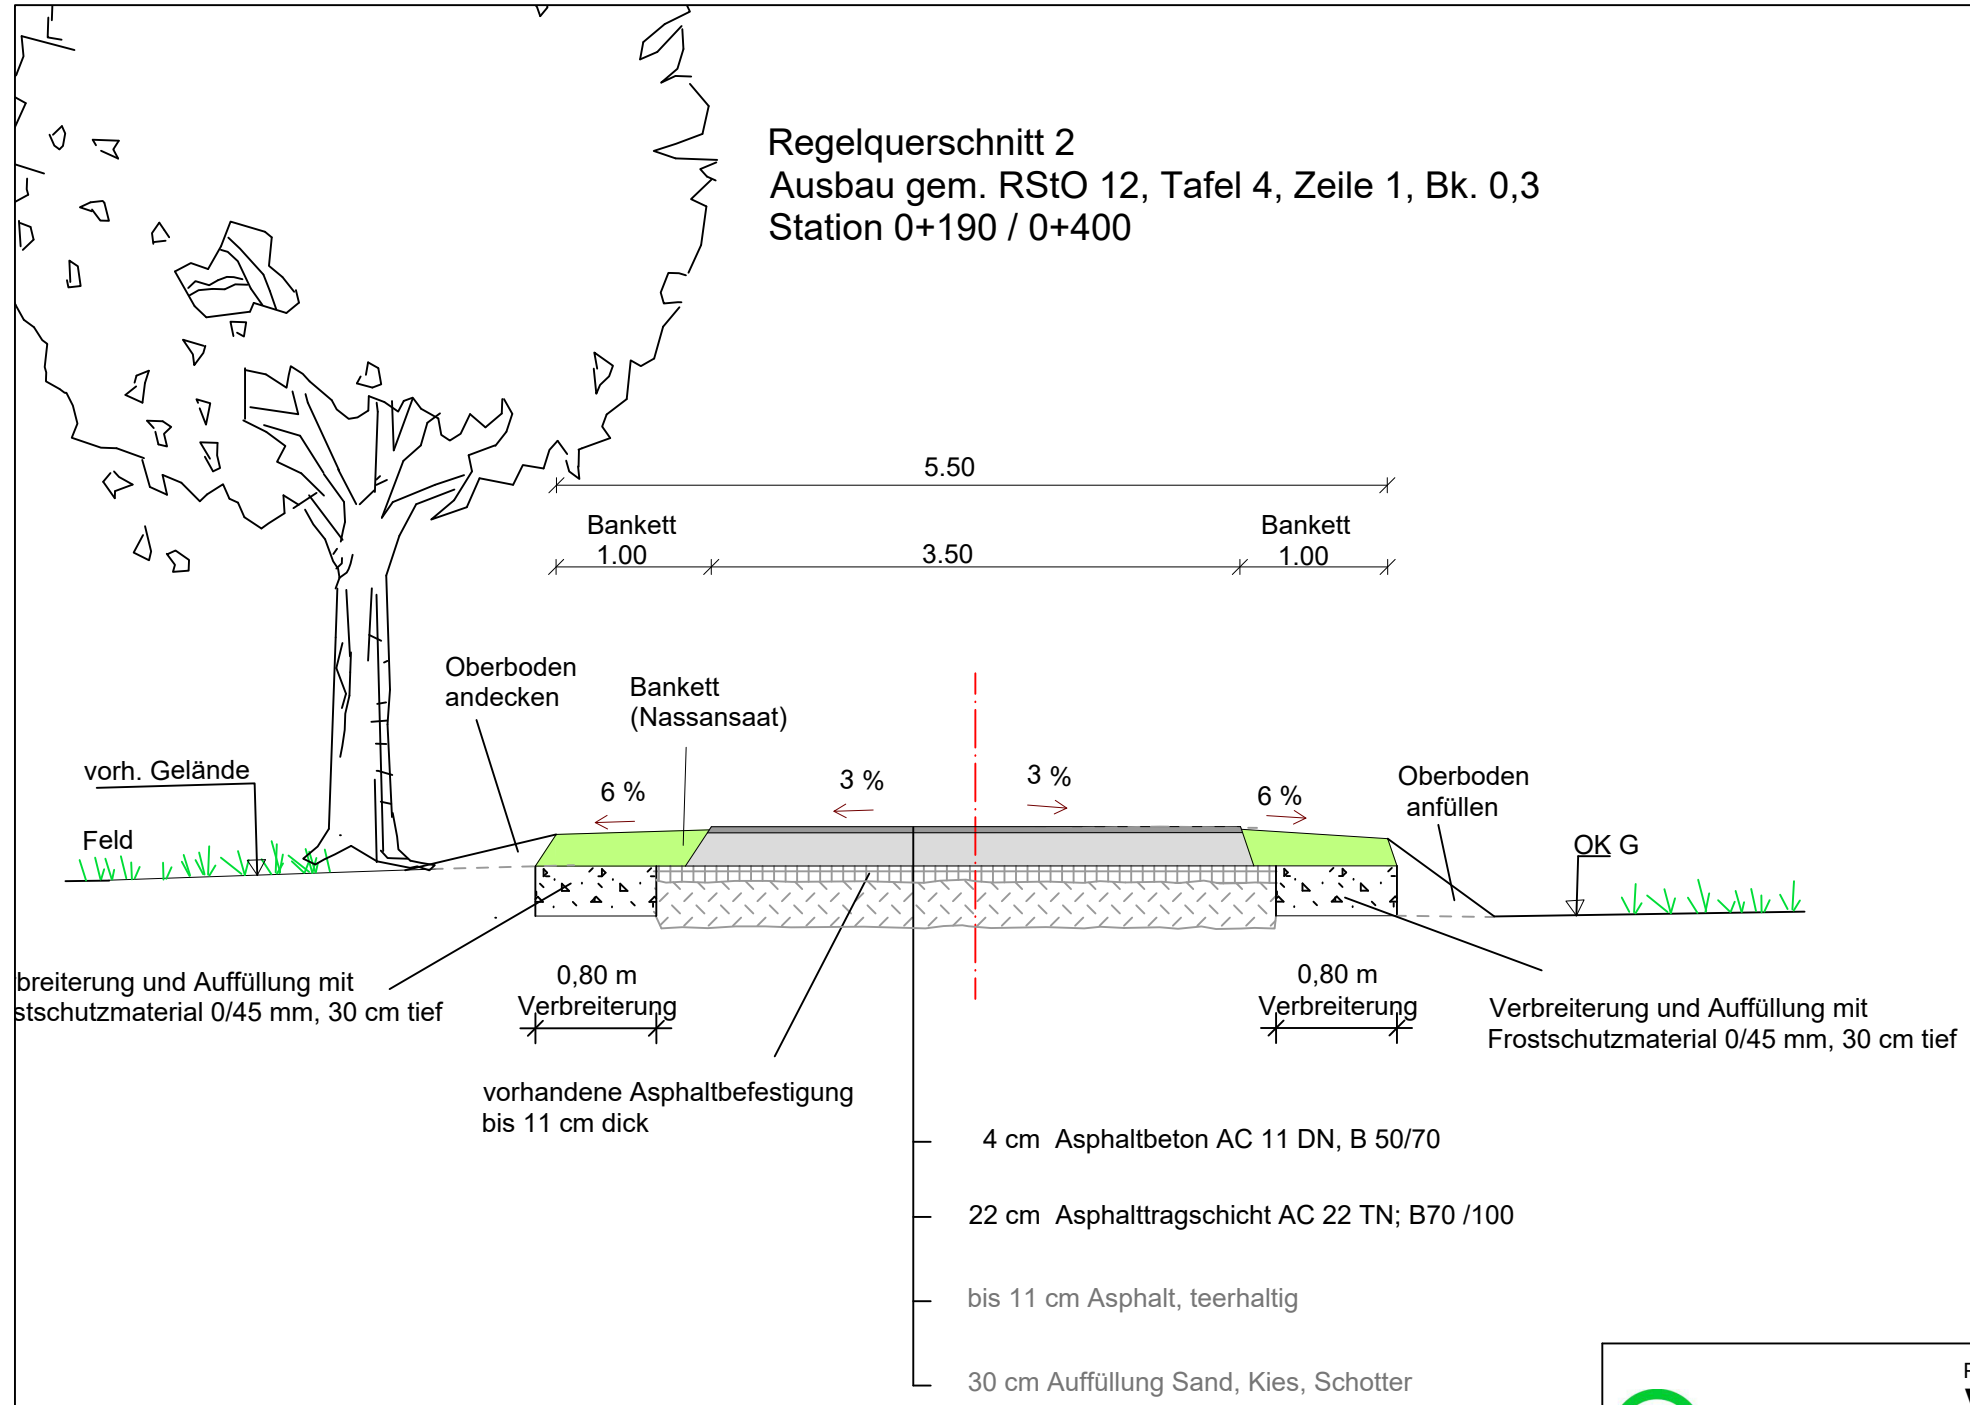 Regelquerschnitt 2
Ausbau gem. RStO 12, Tafel 4, Zeile 1, Bk. 0,3
Station 0+190 / 0+400
5.50
Bankett
1.00
3.50
Bankett
1.00
Oberboden
andecken
Bankett
(Nassansaat)
vorh. Gelände
Feld
6 %
3 %
3 %
6 %
Oberboden
anfüllen
OK G
breiterung und Auffüllung mit
stschutzmaterial 0/45 mm, 30 cm tief
0,80 m
Verbreiterung
0,80 m
Verbreiterung
Verbreiterung und Auffüllung mit
Frostschutzmaterial 0/45 mm, 30 cm tief
vorhandene Asphaltbefestigung
bis 11 cm dick
4 cm Asphaltbeton AC 11 DN, B 50/70
22 cm Asphalttragschicht AC 22 TN; B70 /100
bis 11 cm Asphalt, teerhaltig
30 cm Auffüllung Sand, Kies, Schotter